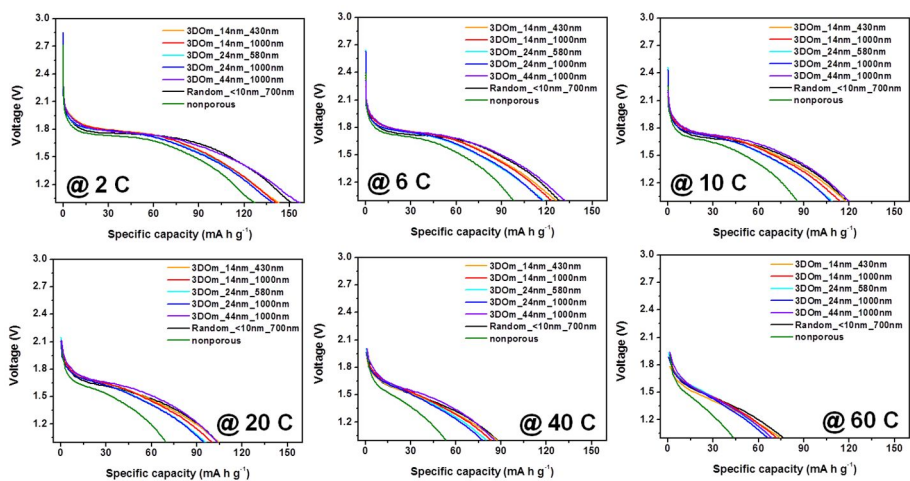 3.0
2.7
2.4
2.1
1.8
1.5
1.2
Voltage (V)
3DOm_14nm_430nm
3DOm_14nm_1000nm
3DOm_24nm_580nm
3DOm_24nm_1000nm
3DOm_44nm_1000nm
Random_<10nm_700nm
nonporous
@ 2 C
0 30 60 90 120 150
Specific capacity (mA h g⁻¹)
3.0
2.7
2.4
2.1
1.8
1.5
1.2
Voltage (V)
3DOm_14nm_430nm
3DOm_14nm_1000nm
3DOm_24nm_580nm
3DOm_24nm_1000nm
3DOm_44nm_1000nm
Random_<10nm_700nm
nonporous
@ 6 C
0 30 60 90 120 150
Specific capacity (mA h g⁻¹)
3.0
2.7
2.4
2.1
1.8
1.5
1.2
Voltage (V)
3DOm_14nm_430nm
3DOm_14nm_1000nm
3DOm_24nm_580nm
3DOm_24nm_1000nm
3DOm_44nm_1000nm
Random_<10nm_700nm
nonporous
@ 10 C
0 30 60 90 120 150
Specific capacity (mA h g⁻¹)
3.0
2.7
2.4
2.1
1.8
1.5
1.2
Voltage (V)
3DOm_14nm_430nm
3DOm_14nm_1000nm
3DOm_24nm_580nm
3DOm_24nm_1000nm
3DOm_44nm_1000nm
Random_<10nm_700nm
nonporous
@ 20 C
0 30 60 90 120 150
Specific capacity (mA h g⁻¹)
3.0
2.7
2.4
2.1
1.8
1.5
1.2
Voltage (V)
3DOm_14nm_430nm
3DOm_14nm_1000nm
3DOm_24nm_580nm
3DOm_24nm_1000nm
3DOm_44nm_1000nm
Random_<10nm_700nm
nonporous
@ 40 C
0 30 60 90 120 150
Specific capacity (mA h g⁻¹)
3.0
2.7
2.4
2.1
1.8
1.5
1.2
Voltage (V)
3DOm_14nm_430nm
3DOm_14nm_1000nm
3DOm_24nm_580nm
3DOm_24nm_1000nm
3DOm_44nm_1000nm
Random_<10nm_700nm
nonporous
@ 60 C
0 30 60 90 120 150
Specific capacity (mA h g⁻¹)